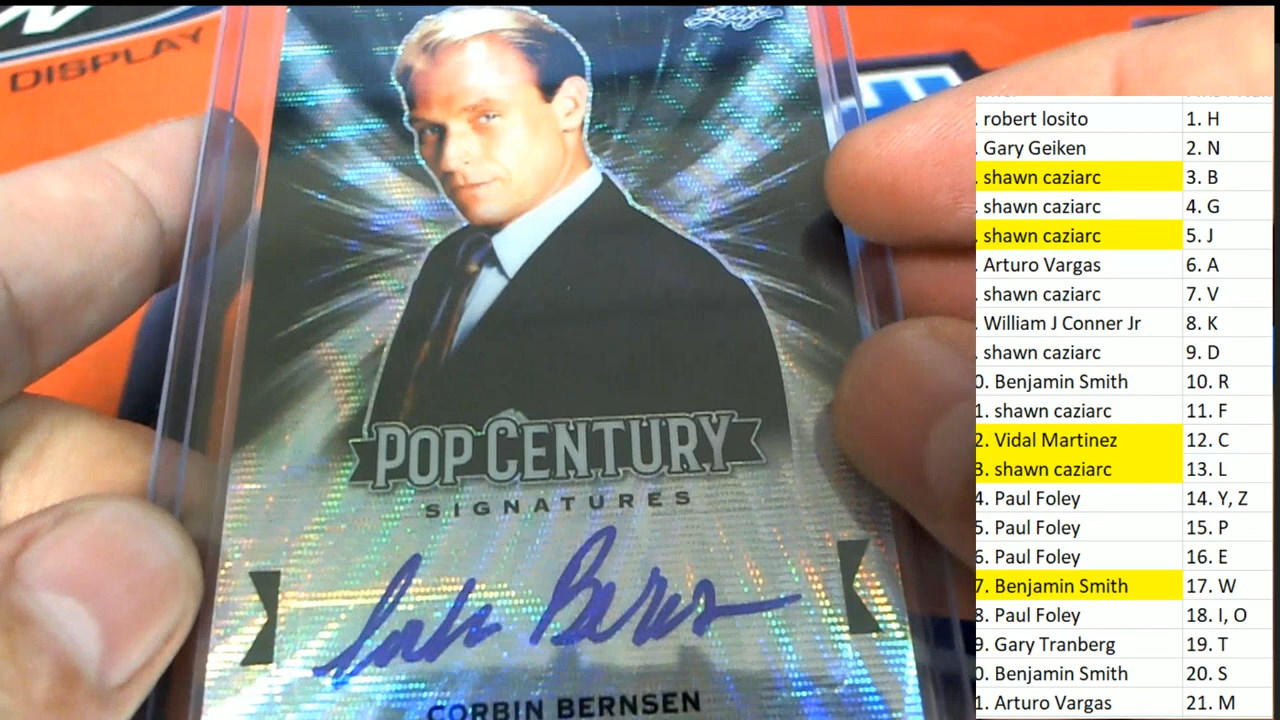 DISPLAY
Leaf
POP CENTURY
SIGNATURES
CORBIN BERNSEN
. robert losito 1. H
. Gary Geiken 2. N
. shawn caziarc 3. B
. shawn caziarc 4. G
. shawn caziarc 5. J
. Arturo Vargas 6. A
. shawn caziarc 7. V
. William J Conner Jr 8. K
. shawn caziarc 9. D
0. Benjamin Smith 10. R
1. shawn caziarc 11. F
2. Vidal Martinez 12. C
3. shawn caziarc 13. L
4. Paul Foley 14. Y, Z
5. Paul Foley 15. P
6. Paul Foley 16. E
7. Benjamin Smith 17. W
8. Paul Foley 18. I, O
9. Gary Tranberg 19. T
0. Benjamin Smith 20. S
1. Arturo Vargas 21. M